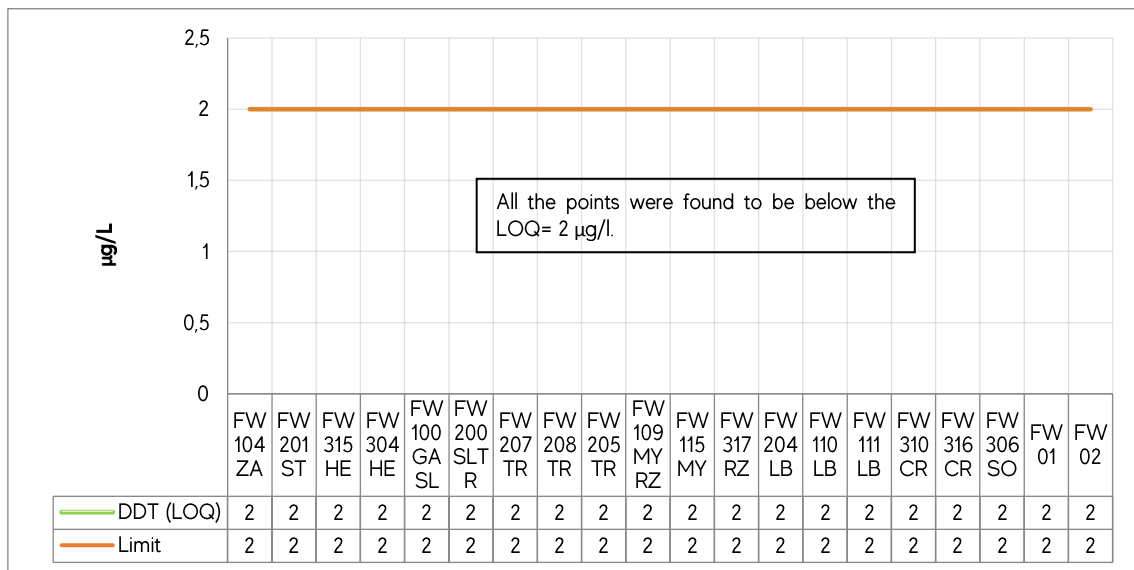 2,5
2
1,5
1
0,5
0
µg/L
All the points were found to be below the
LOQ= 2 µg/l.
FW 104 ZA
FW 201 ST
FW 315 HE
FW 304 HE
FW 100 GA SL
FW 200 SLT R
FW 207 TR
FW 208 TR
FW 205 TR
FW 109 MY RZ
FW 115 MY
FW 317 RZ
FW 204 LB
FW 110 LB
FW 111 LB
FW 310 CR
FW 316 CR
FW 306 SO
FW 01
FW 02
DDT (LOQ) 2 2 2 2 2 2 2 2 2 2 2 2 2 2 2 2 2 2 2 2
Limit 2 2 2 2 2 2 2 2 2 2 2 2 2 2 2 2 2 2 2 2